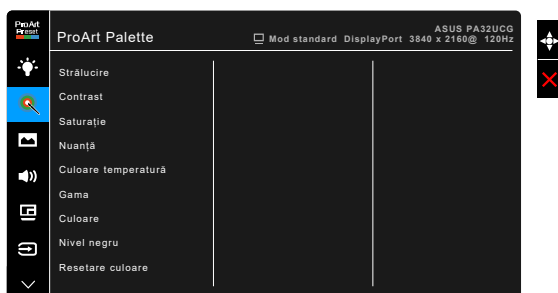 ProArt
Preset
ProArt Palette
ASUS PA32UCG
Mod standard DisplayPort 3840 x 2160@ 120Hz
Strălucire
Contrast
Saturație
Nuanță
Culoare temperatură
Gama
Culoare
Nivel negru
Resetare culoare